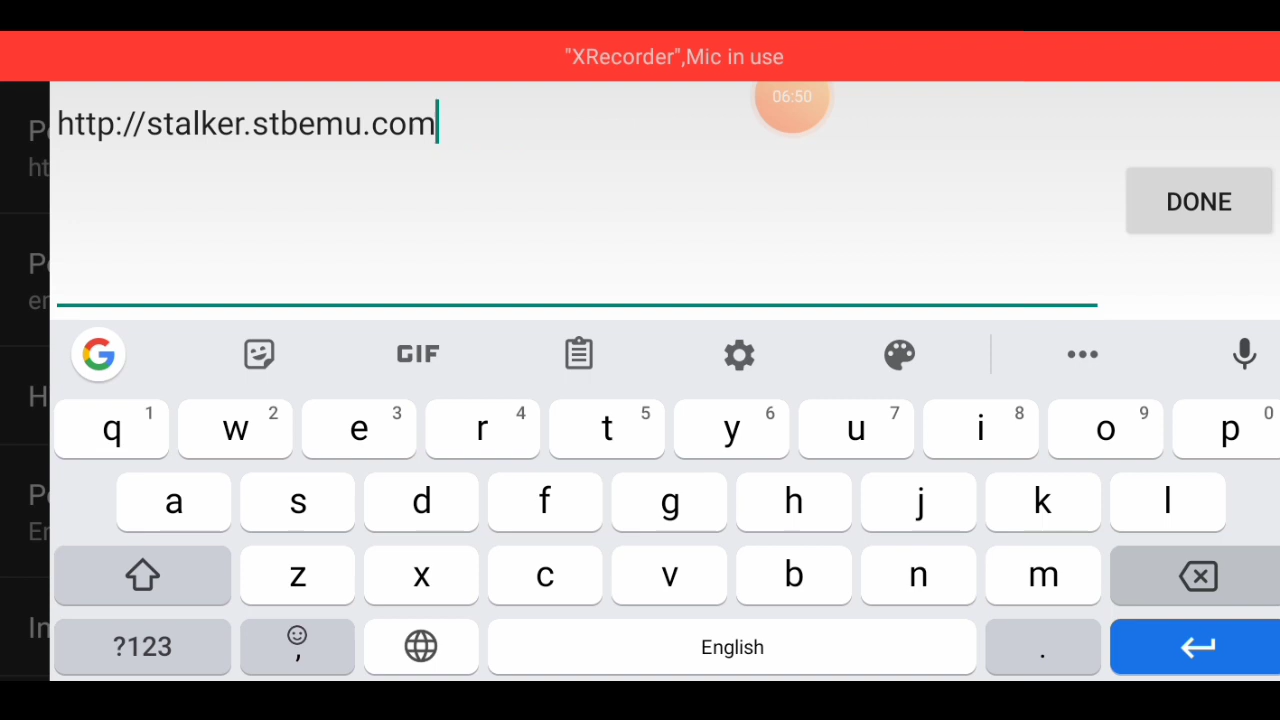 "XRecorder",Mic in use
06:50
http://stalker.stbemu.com
DONE
GIF
q 1 w 2 e 3 r 4 t 5 y 6 u 7 i 8 o 9 p 0
a s d f g h j k l
z x c v b n m
?123 , English .